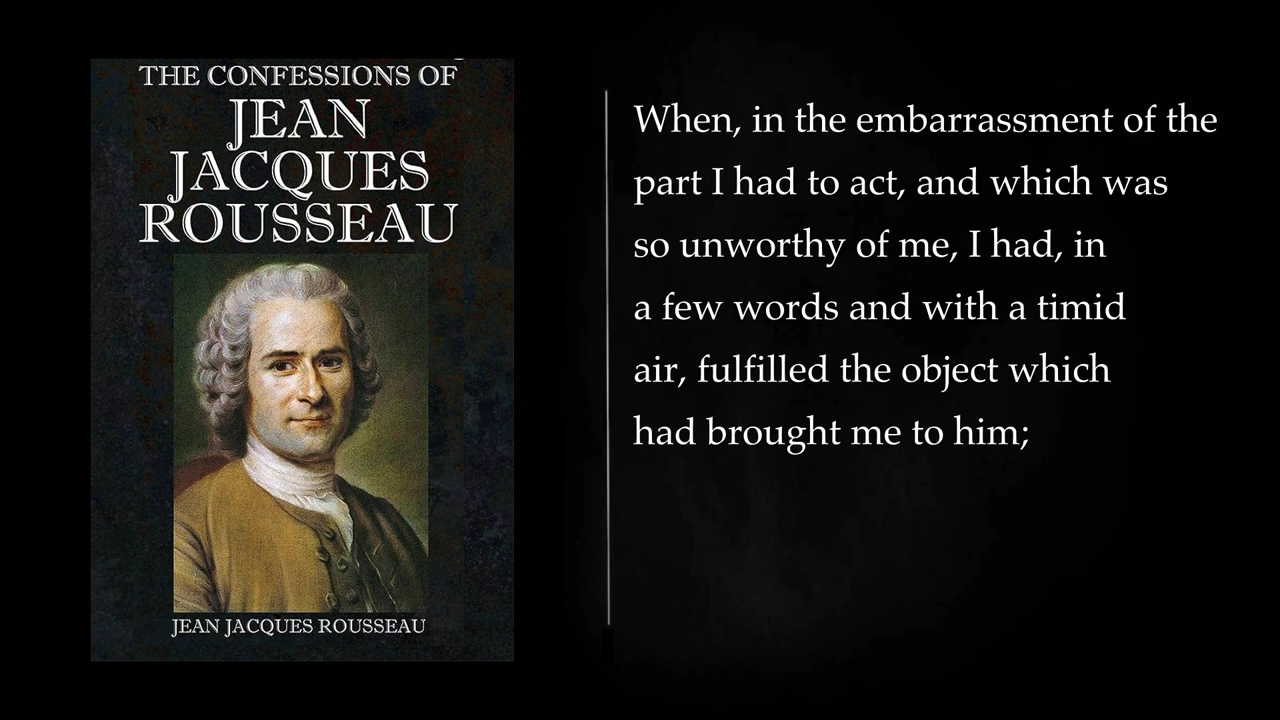 THE CONFESSIONS OF
JEAN
JACQUES
ROUSSEAU
JEAN JACQUES ROUSSEAU
When, in the embarrassment of the
part I had to act, and which was
so unworthy of me, I had, in
a few words and with a timid
air, fulfilled the object which
had brought me to him;